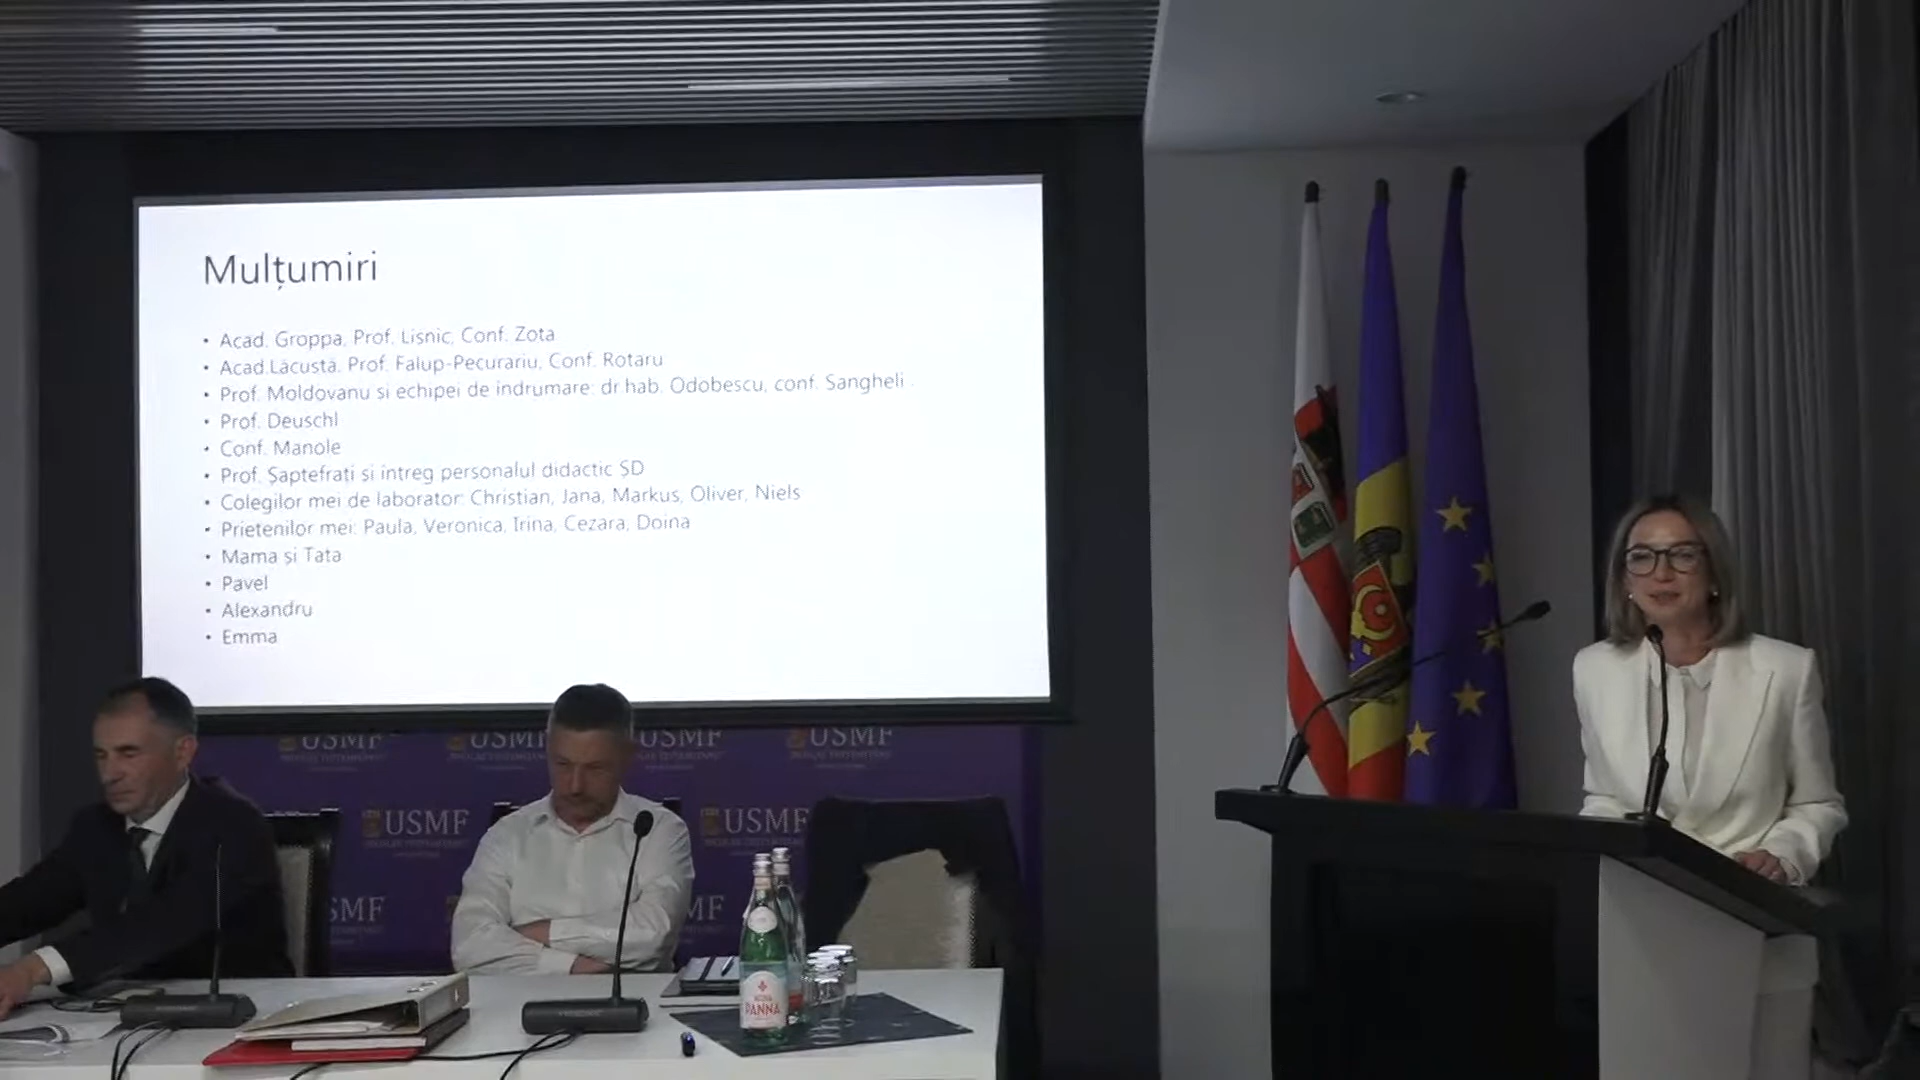 Mulțumiri
• Acad. Groppa, Prof. Lisnic, Conf. Zota
• Acad.Lăcustă, Prof. Falup-Pecurariu, Conf. Rotaru
• Prof. Moldovanu si echipei de indrumare: dr.hab. Odobescu, conf. Sangheli .
• Prof. Deuschl
• Conf. Manole
• Prof. Șaptefrați si intreg personalul didactic ȘD
• Colegilor mei de laborator: Christian, Jana, Markus, Oliver, Niels
• Prietenilor mei: Paula, Veronica, Irina, Cezara, Doina
• Mama și Tata
• Pavel
• Alexandru
• Emma
USMF USMF USMF USMF
USMF USMF
USMF USMF
ACQUA PANNA